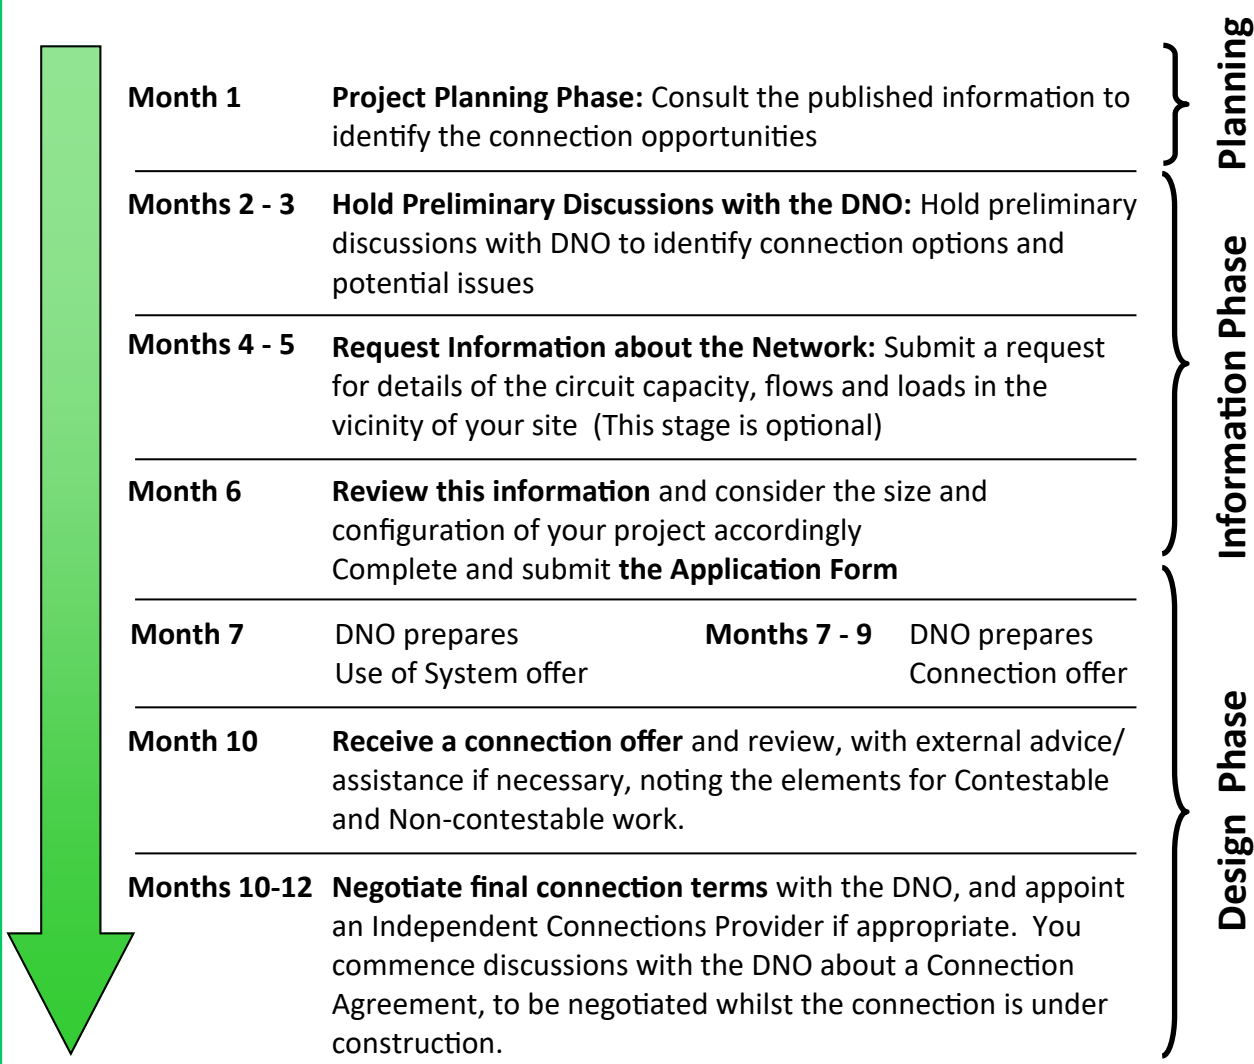 Month 1 Project Planning Phase: Consult the published information to
identify the connection opportunities
Planning
Months 2 - 3 Hold Preliminary Discussions with the DNO: Hold preliminary
discussions with DNO to identify connection options and
potential issues
Months 4 - 5 Request Information about the Network: Submit a request
for details of the circuit capacity, flows and loads in the
vicinity of your site (This stage is optional)
Month 6 Review this information and consider the size and
configuration of your project accordingly
Complete and submit the Application Form
Information Phase
Month 7 DNO prepares Months 7 - 9 DNO prepares
Use of System offer Connection offer
Month 10 Receive a connection offer and review, with external advice/
assistance if necessary, noting the elements for Contestable
and Non-contestable work.
Months 10-12 Negotiate final connection terms with the DNO, and appoint
an Independent Connections Provider if appropriate. You
commence discussions with the DNO about a Connection
Agreement, to be negotiated whilst the connection is under
construction.
Design Phase